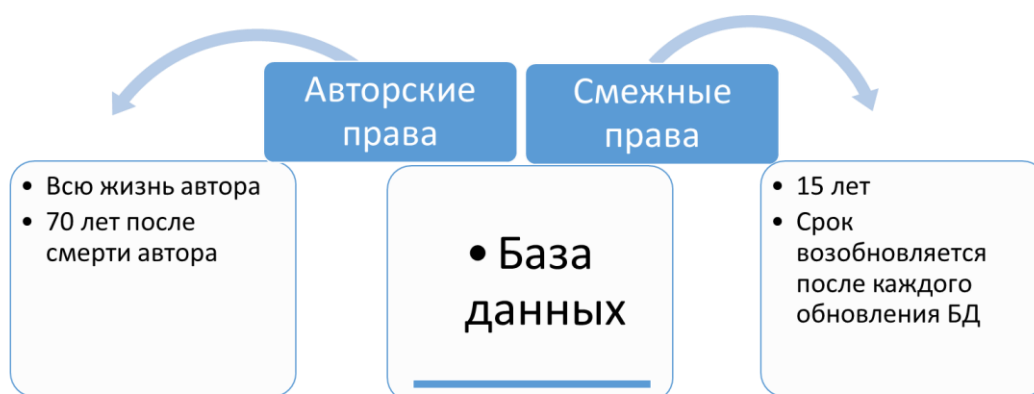 Авторские
права
Смежные
права
• Всю жизнь автора
• 70 лет после
смерти автора
• База
данных
• 15 лет
• Срок
возобновляется
после каждого
обновления БД